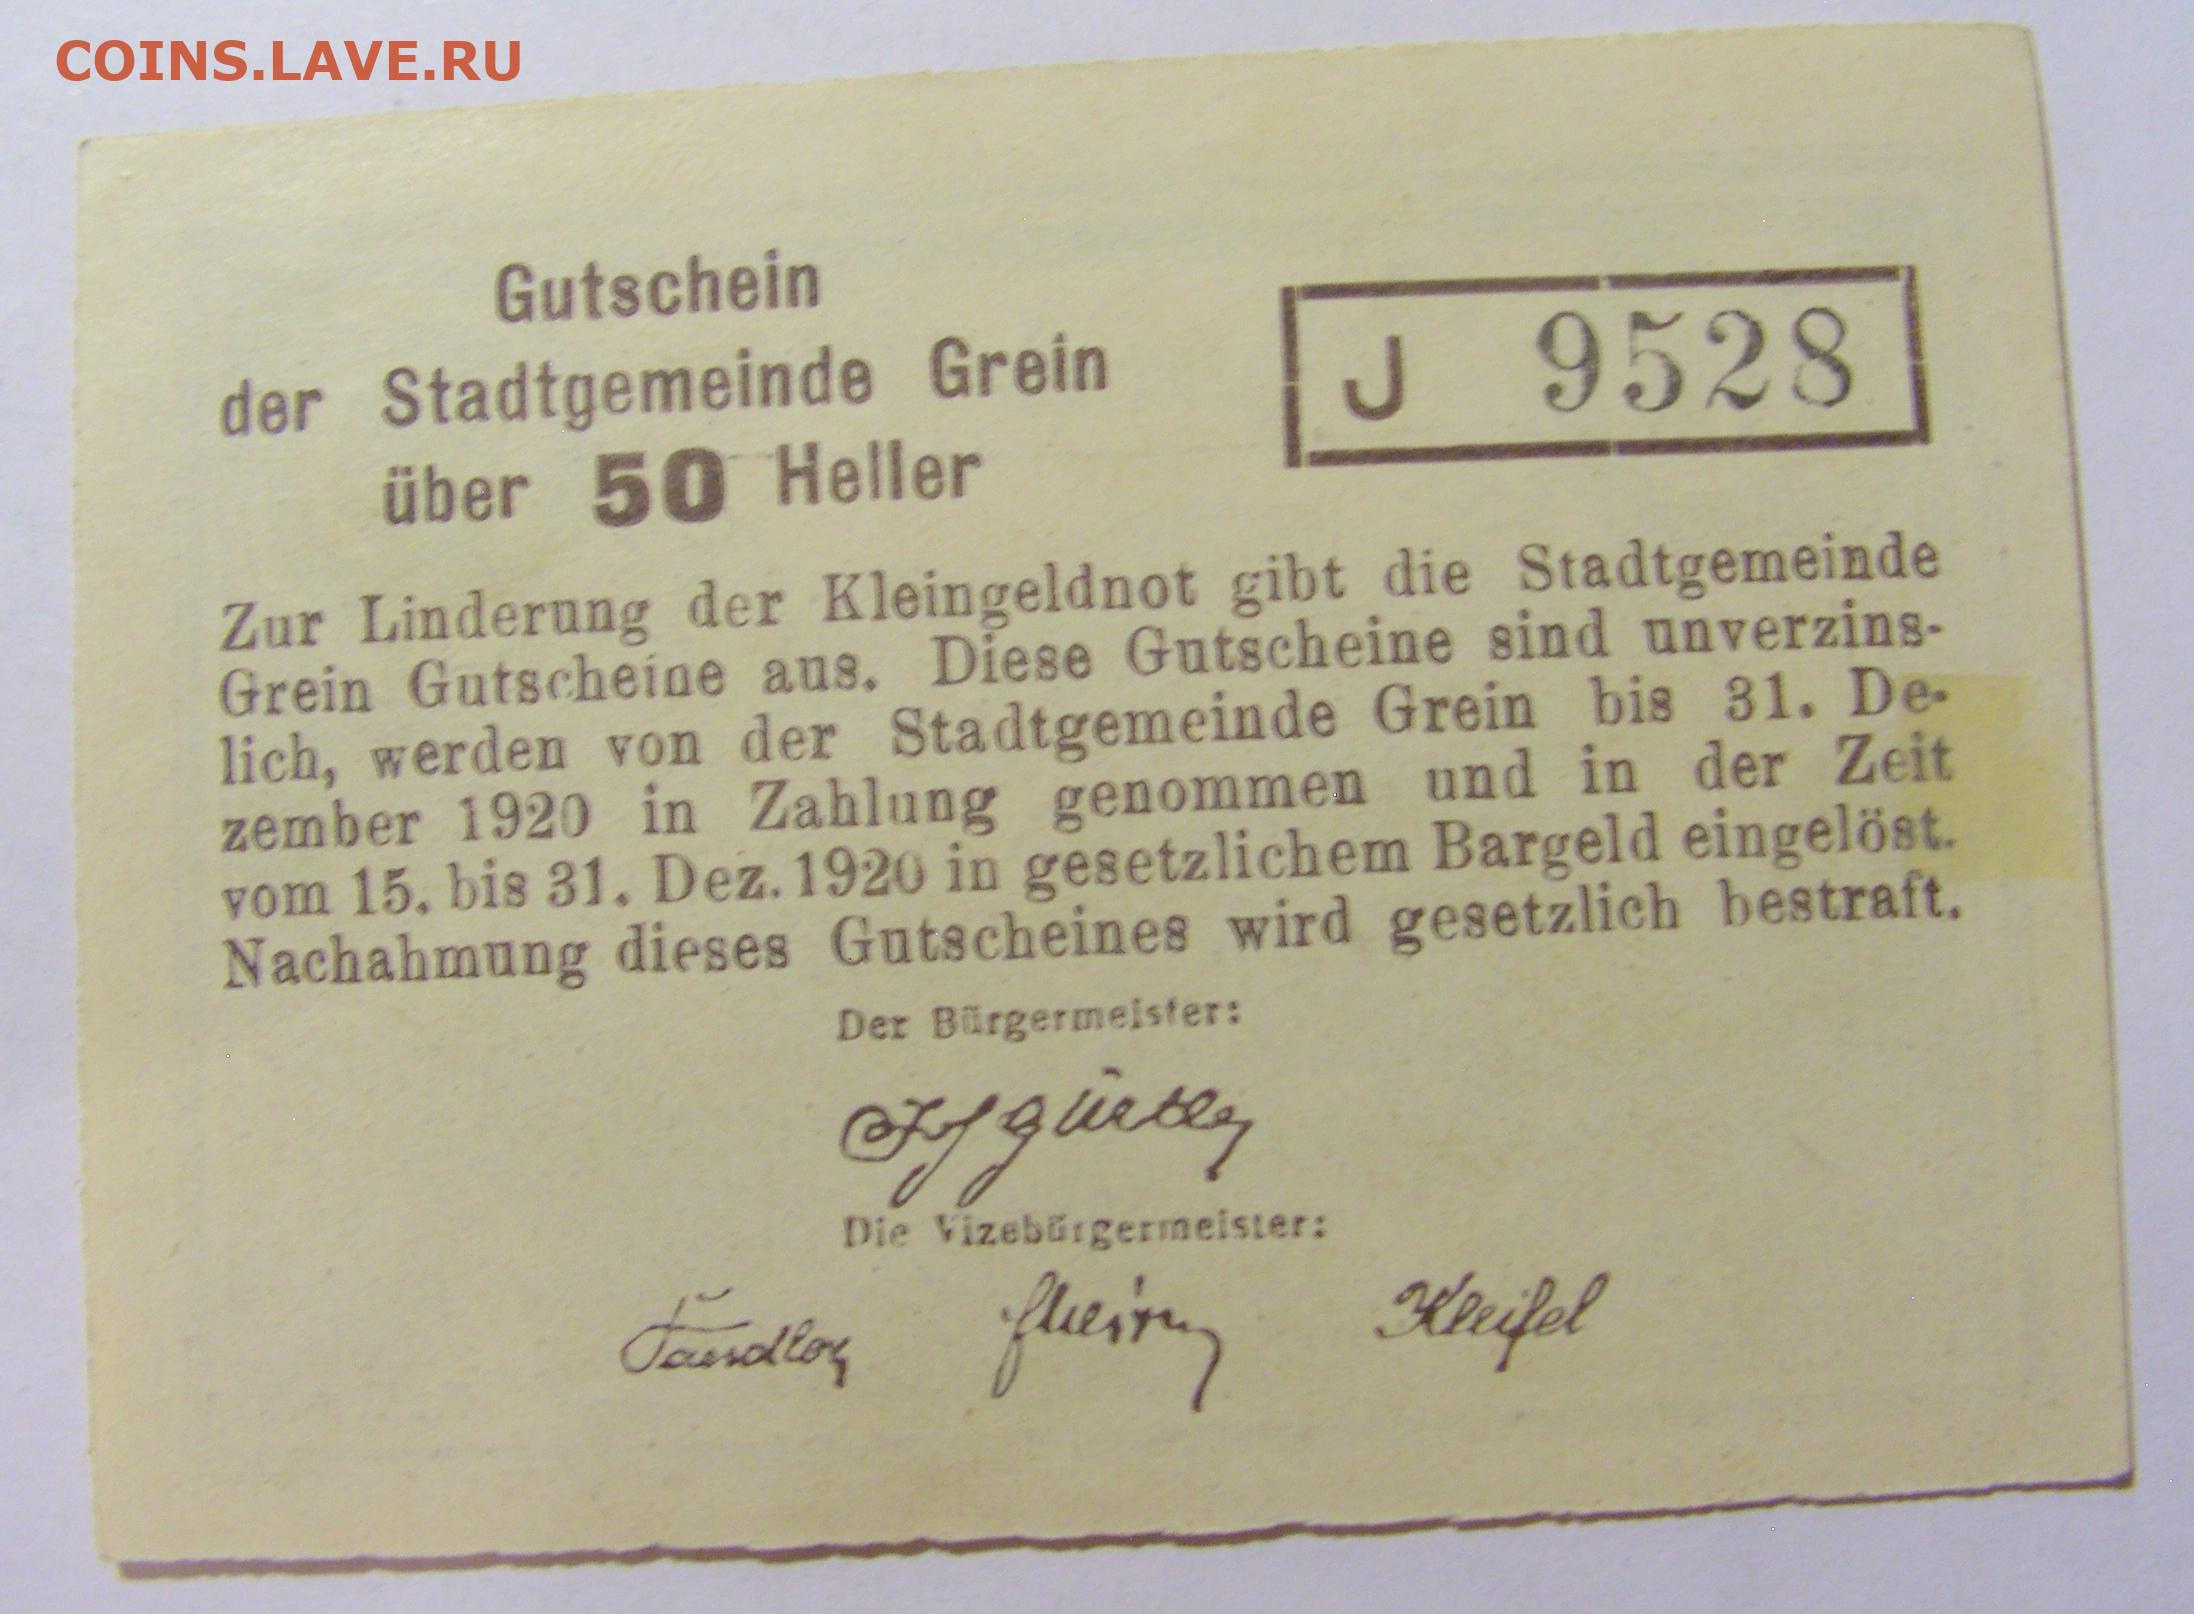 COINS.LAVE.RU
Gutschein
der Stadtgemeinde Grein
über 50 Heller
J 9528
Zur Linderung der Kleingeldnot gibt die Stadtgemeinde
Grein Gutscheine aus. Diese Gutscheine sind unverzins-
lich, werden von der Stadtgemeinde Grein bis 31. De-
zember 1920 in Zahlung genommen und in der Zeit
vom 15. bis 31. Dez. 1920 in gesetzlichem Bargeld eingelöst.
Nachahmung dieses Gutscheines wird gesetzlich bestraft.
Der Bürgermeister:
Die Vizebürgermeister: